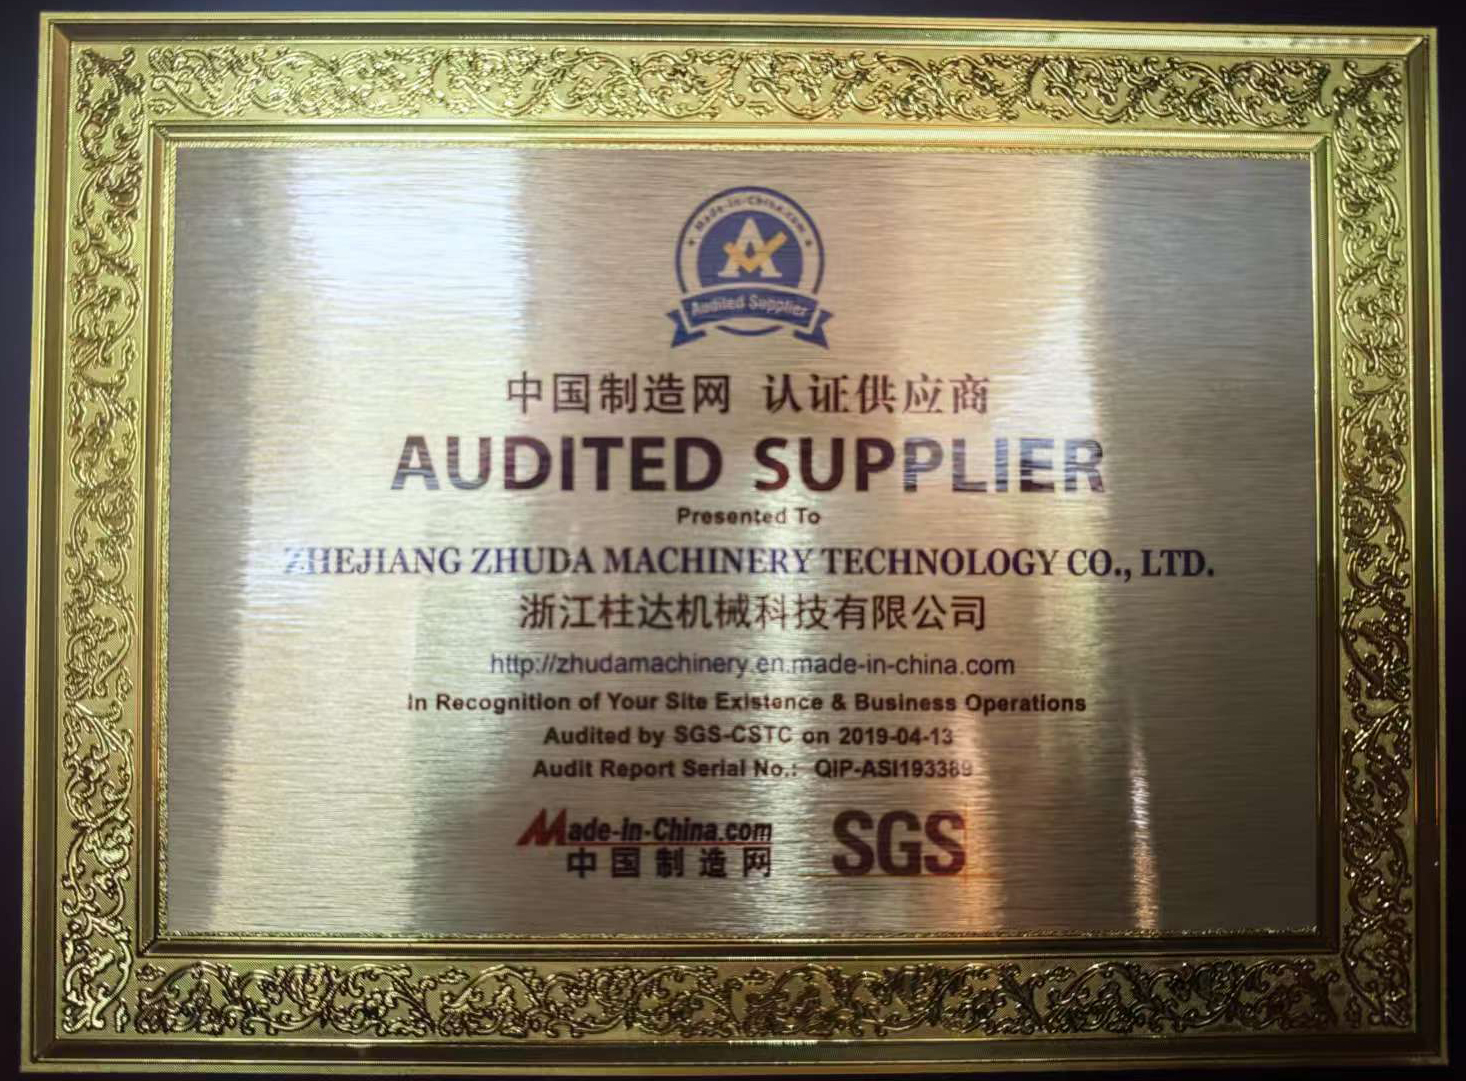 Made-in-China.com
A
Audited Supplier
中国制造网 认证供应商
AUDITED SUPPLIER
Presented To
ZHEJIANG ZHUDA MACHINERY TECHNOLOGY CO., LTD.
浙江柱达机械科技有限公司
http://zhudamachinery.en.made-in-china.com
In Recognition of Your Site Existence & Business Operations
Audited by SGS-CSTC on 2019-04-13
Audit Report Serial No.: QIP-ASI193389
Made-in-China.com
中国制造网
SGS